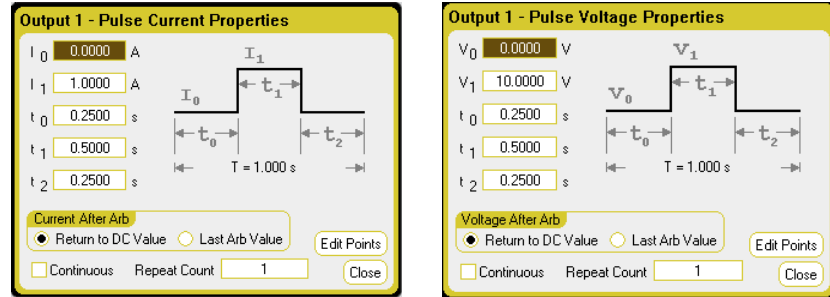 Output 1 - Pulse Current Properties
I 0 0.0000 A
I 1 1.0000 A
t 0 0.2500 s
t 1 0.5000 s
t 2 0.2500 s
I1
I0
t1
t0
t2
T = 1.000 s
Current After Arb
Return to DC Value Last Arb Value
Edit Points
Continuous Repeat Count 1
Close
Output 1 - Pulse Voltage Properties
V0 0.0000 V
V1 10.0000 V
t 0 0.2500 s
t 1 0.5000 s
t 2 0.2500 s
V1
V0
t1
t0
t2
T = 1.000 s
Voltage After Arb
Return to DC Value Last Arb Value
Edit Points
Continuous Repeat Count 1
Close